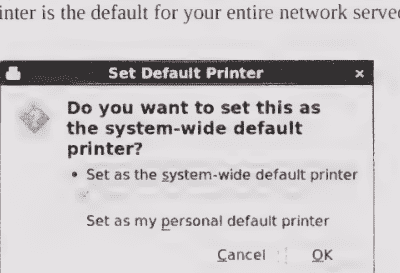 inter is the default for your entire network served
Set Default Printer ×
Do you want to set this as
the system-wide default
printer?
• Set as the system-wide default printer
Set as my personal default printer
Cancel OK